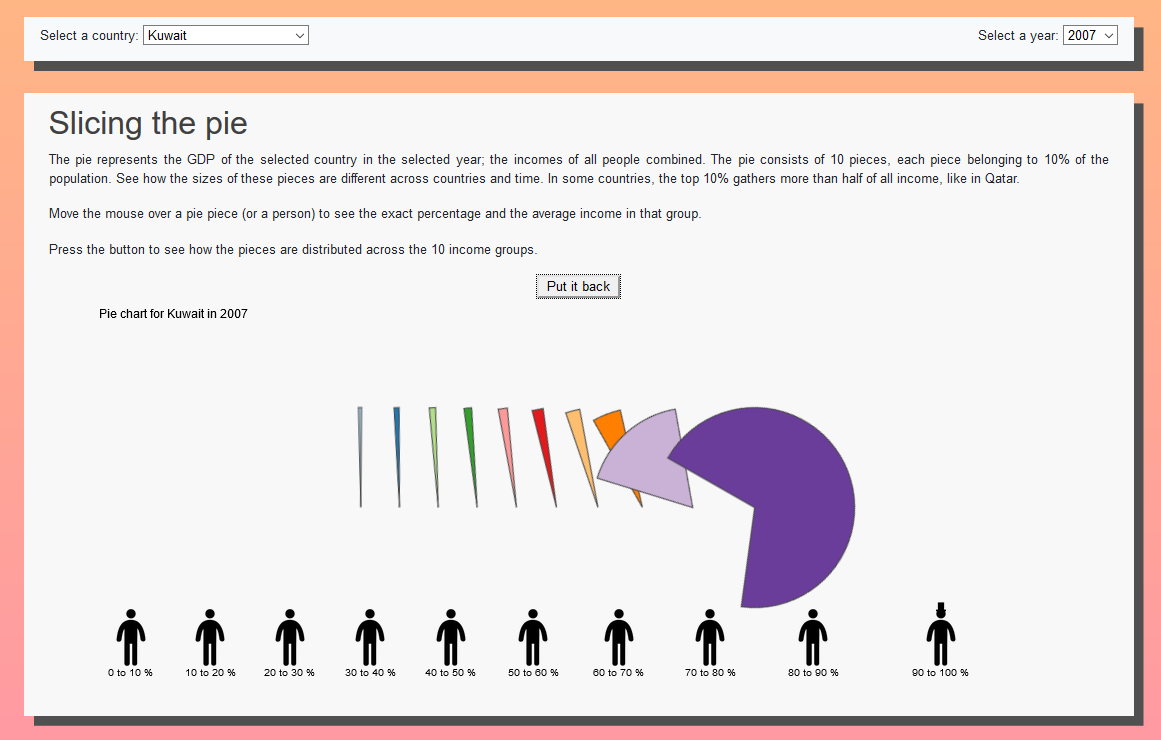 Select a country: Kuwait Select a year: 2007
Slicing the pie
The pie represents the GDP of the selected country in the selected year; the incomes of all people combined. The pie consists of 10 pieces, each piece belonging to 10% of the
population. See how the sizes of these pieces are different across countries and time. In some countries, the top 10% gathers more than half of all income, like in Qatar.
Move the mouse over a pie piece (or a person) to see the exact percentage and the average income in that group.
Press the button to see how the pieces are distributed across the 10 income groups.
Put it back
Pie chart for Kuwait in 2007
0 to 10 % 10 to 20 % 20 to 30 % 30 to 40 % 40 to 50 % 50 to 60 % 60 to 70 % 70 to 80 % 80 to 90 % 90 to 100 %